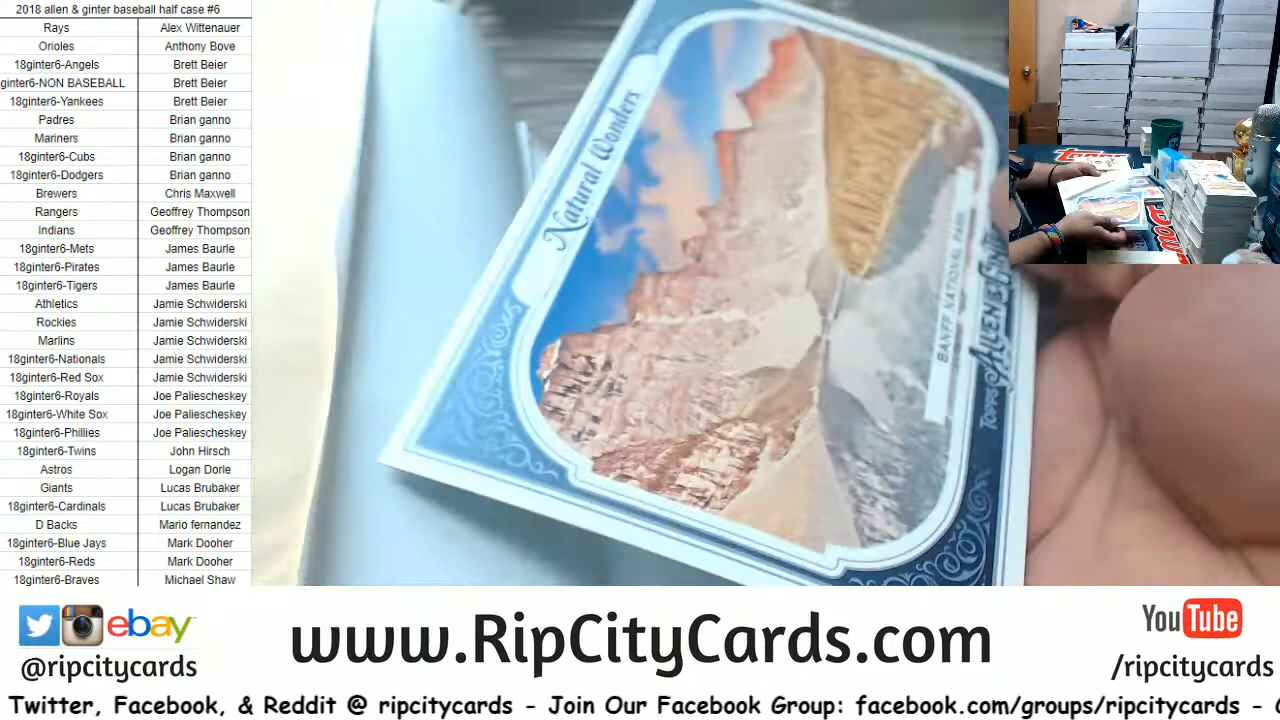 2018 allen & ginter baseball half case #6
Rays Alex Wittenauer
Orioles Anthony Bove
18ginter6-Angels Brett Beier
ginter6-NON BASEBALL Brett Beier
18ginter6-Yankees Brett Beier
Padres Brian ganno
Mariners Brian ganno
18ginter6-Cubs Brian ganno
18ginter6-Dodgers Brian ganno
Brewers Chris Maxwell
Rangers Geoffrey Thompson
Indians Geoffrey Thompson
18ginter6-Mets James Baurle
18ginter6-Pirates James Baurle
18ginter6-Tigers James Baurle
Athletics Jamie Schwiderski
Rockies Jamie Schwiderski
Marlins Jamie Schwiderski
18ginter6-Nationals Jamie Schwiderski
18ginter6-Red Sox Jamie Schwiderski
18ginter6-Royals Joe Paliescheskey
18ginter6-White Sox Joe Paliescheskey
18ginter6-Phillies Joe Paliescheskey
18ginter6-Twins John Hirsch
Astros Logan Dorle
Giants Lucas Brubaker
18ginter6-Cardinals Lucas Brubaker
D Backs Mario fernandez
18ginter6-Blue Jays Mark Dooher
18ginter6-Reds Mark Dooher
18ginter6-Braves Michael Shaw
Natural Wonders
BANFF NATIONAL PARK
TOPPS ALLEN & GINTER
topps
ebay
@ripcitycards
www.RipCityCards.com
YouTube
/ripcitycards
Twitter, Facebook, & Reddit @ ripcitycards - Join Our Facebook Group: facebook.com/groups/ripcitycards -